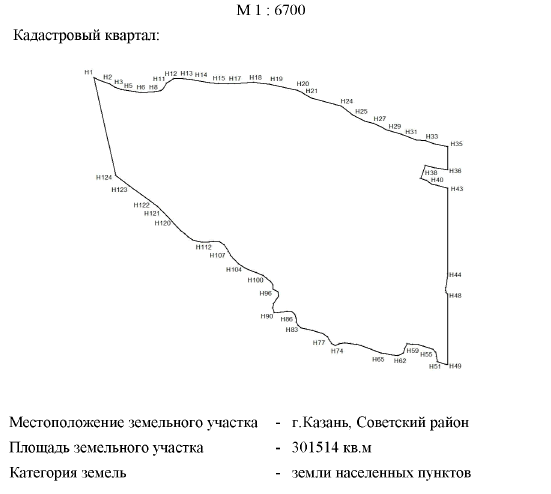 М 1 : 6700
Кадастровый квартал:
Н1
Н2
Н3
Н5
Н6
Н8
Н11
Н12
Н13
Н14
Н15
Н17
Н18
Н19
Н20
Н21
Н24
Н25
Н27
Н29
Н31
Н33
Н35
Н36
Н38
Н40
Н43
Н44
Н48
Н49
Н51
Н55
Н59
Н62
Н65
Н74
Н77
Н83
Н86
Н90
Н96
Н100
Н104
Н107
Н112
Н120
Н121
Н122
Н123
Н124
Местоположение земельного участка - г.Казань, Советский район
Площадь земельного участка - 301514 кв.м
Категория земель - земли населенных пунктов